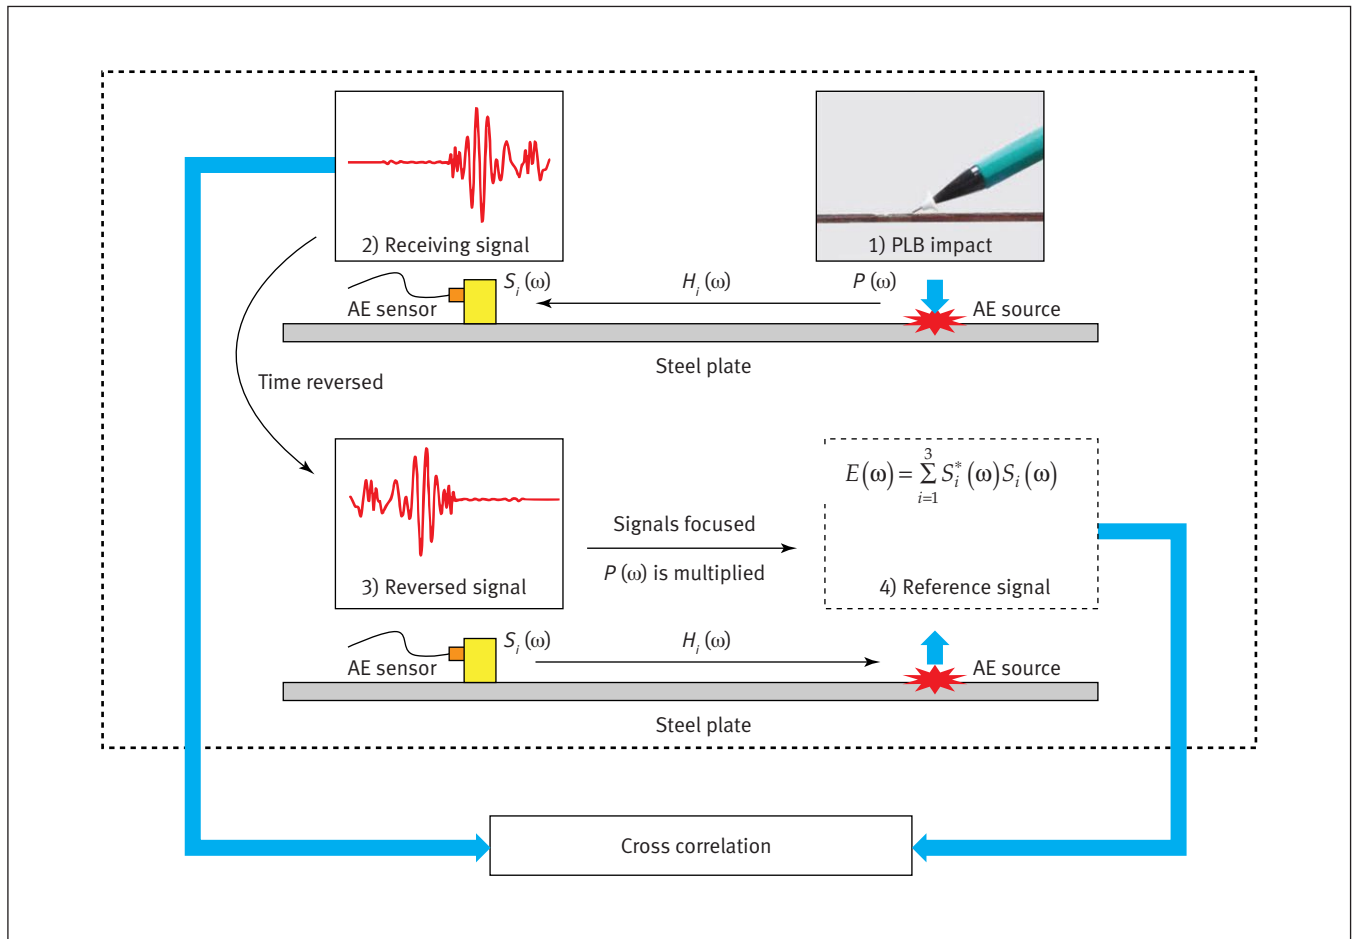 2) Receiving signal
1) PLB impact
S_i (ω)
H_i (ω)
P (ω)
AE sensor
AE source
Steel plate
Time reversed
3) Reversed signal
Signals focused
P (ω) is multiplied
E(ω) = ∑_{i=1}^{3} S_i^* (ω) S_i (ω)
4) Reference signal
S_i (ω)
H_i (ω)
AE sensor
AE source
Steel plate
Cross correlation